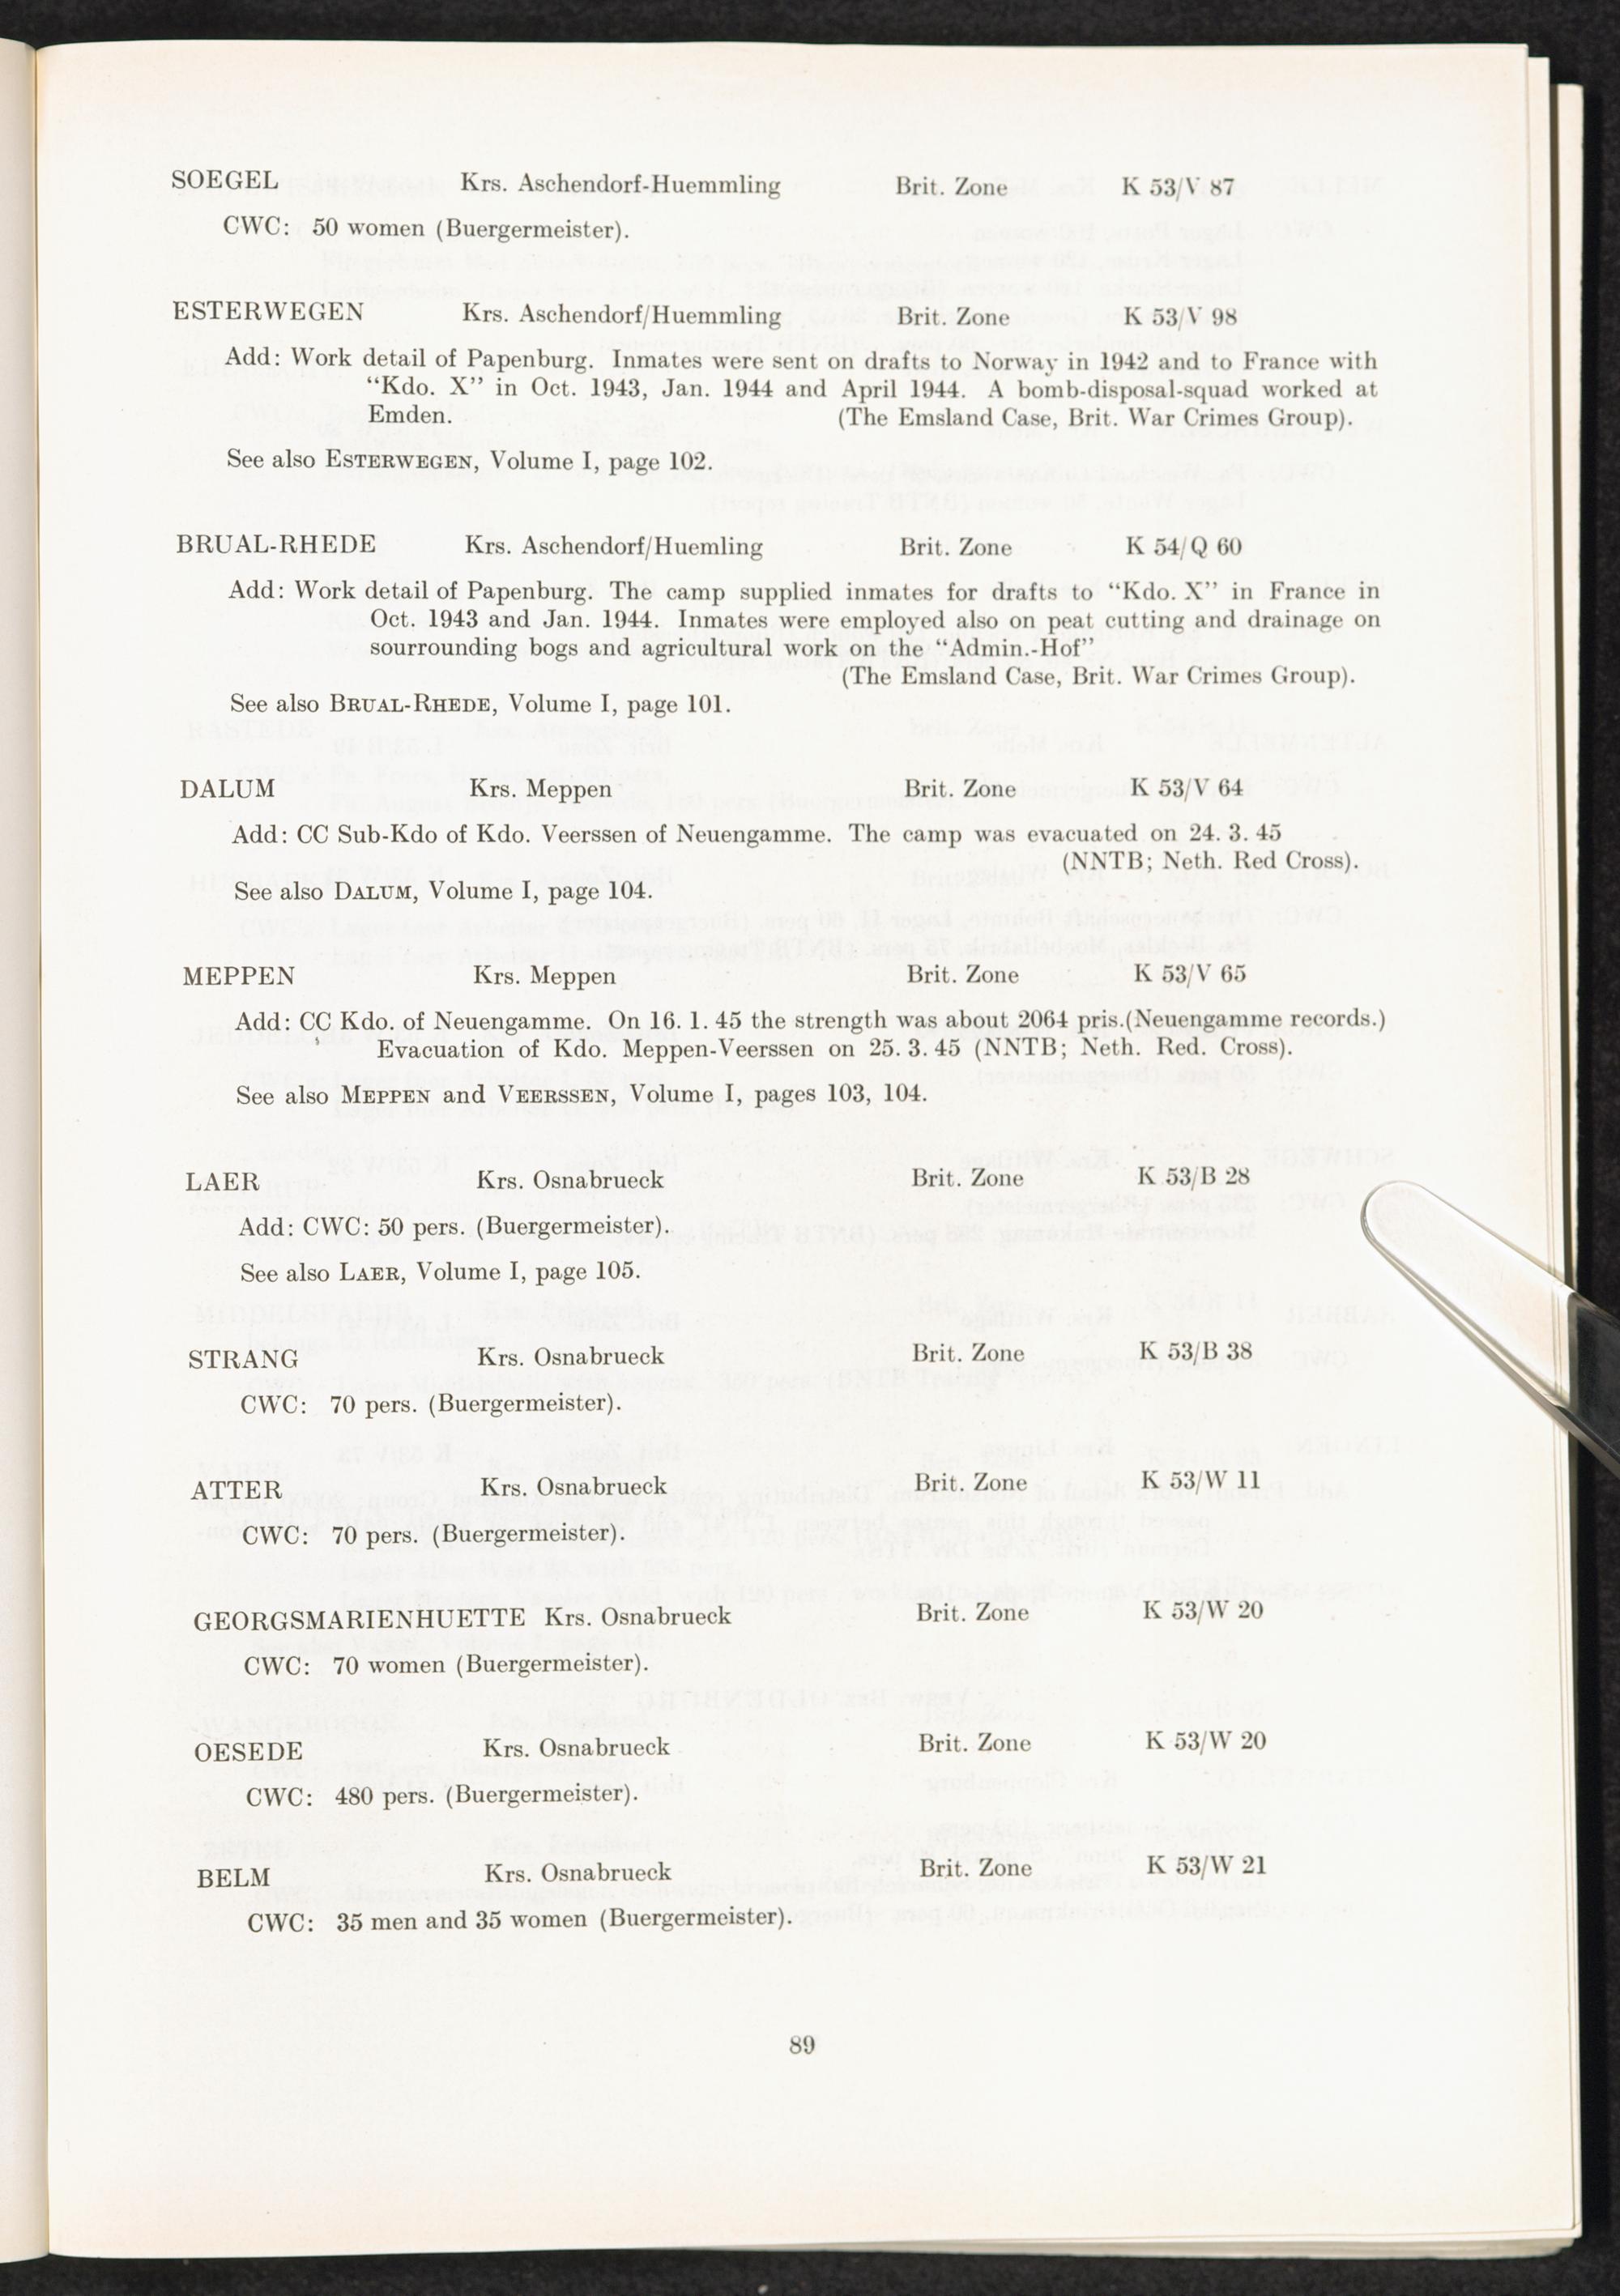 SOEGEL Krs. Aschendorf-Huemmling Brit. Zone K 53/V 87
CWC: 50 women (Buergermeister).
ESTERWEGEN Krs. Aschendorf/Huemmling Brit. Zone K 53/V 98
Add: Work detail of Papenburg. Inmates were sent on drafts to Norway in 1942 and to France with
“Kdo. X” in Oct. 1943, Jan. 1944 and April 1944. A bomb-disposal-squad worked at
Emden. (The Emsland Case, Brit. War Crimes Group).
See also ESTERWEGEN, Volume I, page 102.
BRUAL-RHEDE Krs. Aschendorf/Huemling Brit. Zone K 54/Q 60
Add: Work detail of Papenburg. The camp supplied inmates for drafts to “Kdo. X” in France in
Oct. 1943 and Jan. 1944. Inmates were employed also on peat cutting and drainage on
sourrounding bogs and agricultural work on the “Admin.-Hof”
(The Emsland Case, Brit. War Crimes Group).
See also BRUAL-RHEDE, Volume I, page 101.
DALUM Krs. Meppen Brit. Zone K 53/V 64
Add: CC Sub-Kdo of Kdo. Veerssen of Neuengamme. The camp was evacuated on 24. 3. 45
(NNTB; Neth. Red Cross).
See also DALUM, Volume I, page 104.
MEPPEN Krs. Meppen Brit. Zone K 53/V 65
Add: CC Kdo. of Neuengamme. On 16. 1. 45 the strength was about 2064 pris.(Neuengamme records.)
Evacuation of Kdo. Meppen-Veerssen on 25. 3. 45 (NNTB; Neth. Red. Cross).
See also MEPPEN and VEERSSEN, Volume I, pages 103, 104.
LAER Krs. Osnabrueck Brit. Zone K 53/B 28
Add: CWC: 50 pers. (Buergermeister).
See also LAER, Volume I, page 105.
STRANG Krs. Osnabrueck Brit. Zone K 53/B 38
CWC: 70 pers. (Buergermeister).
ATTER Krs. Osnabrueck Brit. Zone K 53/W 11
CWC: 70 pers. (Buergermeister).
GEORGSMARIENHUETTE Krs. Osnabrueck Brit. Zone K 53/W 20
CWC: 70 women (Buergermeister).
OESEDE Krs. Osnabrueck Brit. Zone K 53/W 20
CWC: 480 pers. (Buergermeister).
BELM Krs. Osnabrueck Brit. Zone K 53/W 21
CWC: 35 men and 35 women (Buergermeister).
89